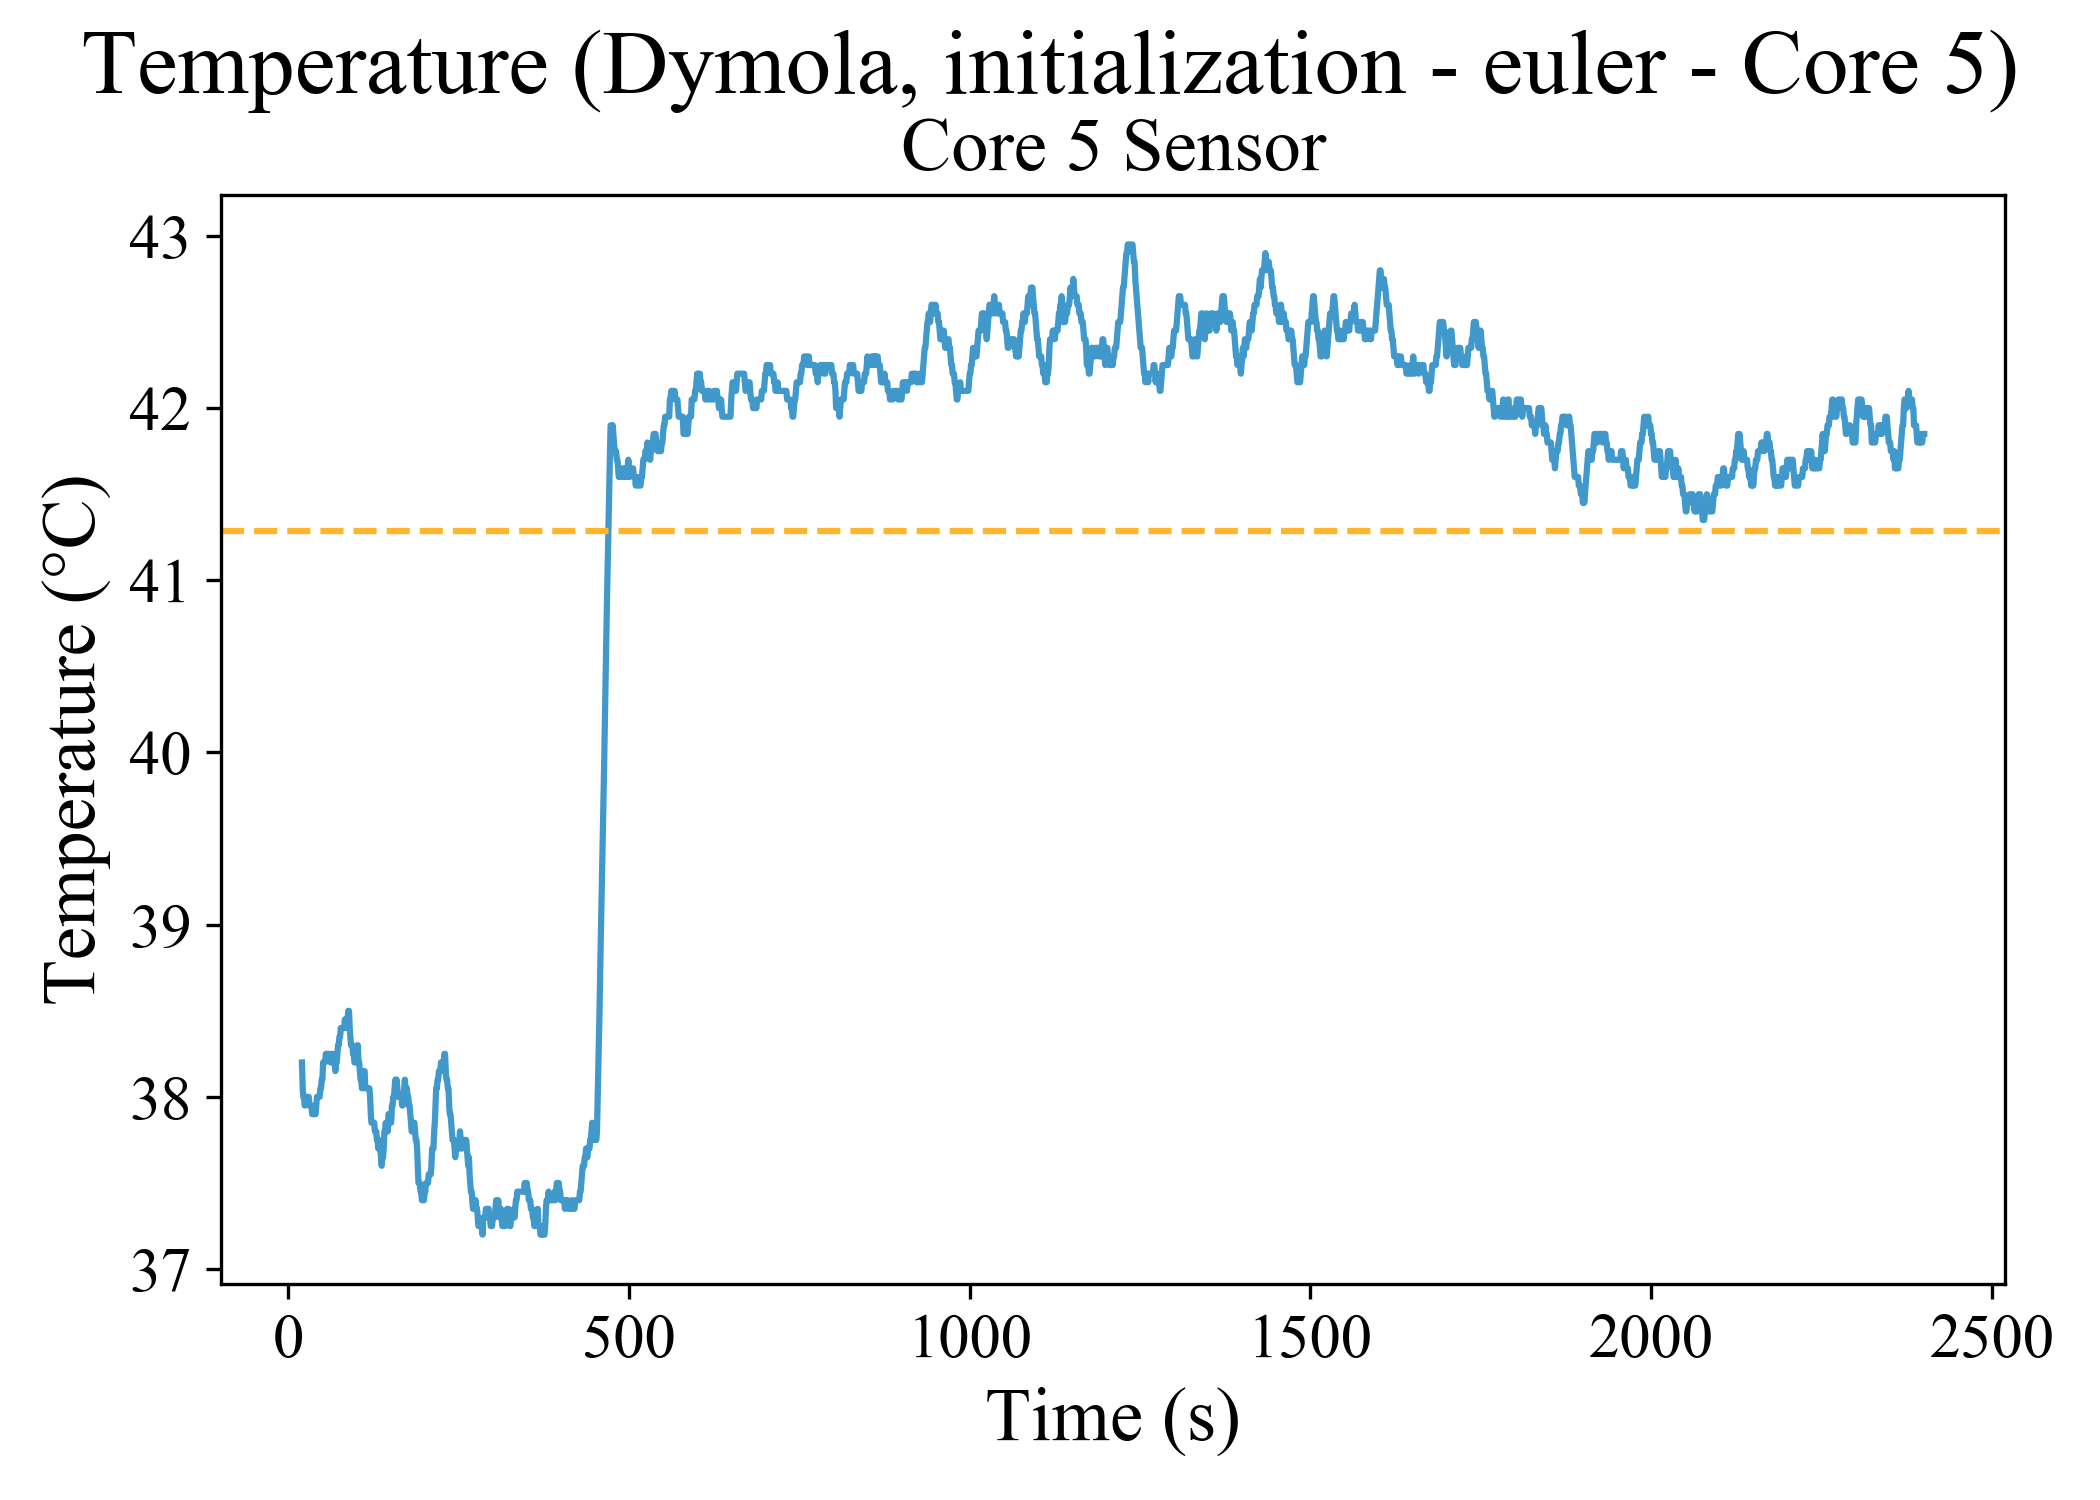 Temperature (Dymola, initialization - euler - Core 5)
Core 5 Sensor
43
42
41
40
39
38
37
Temperature (°C)
0 500 1000 1500 2000 2500
Time (s)